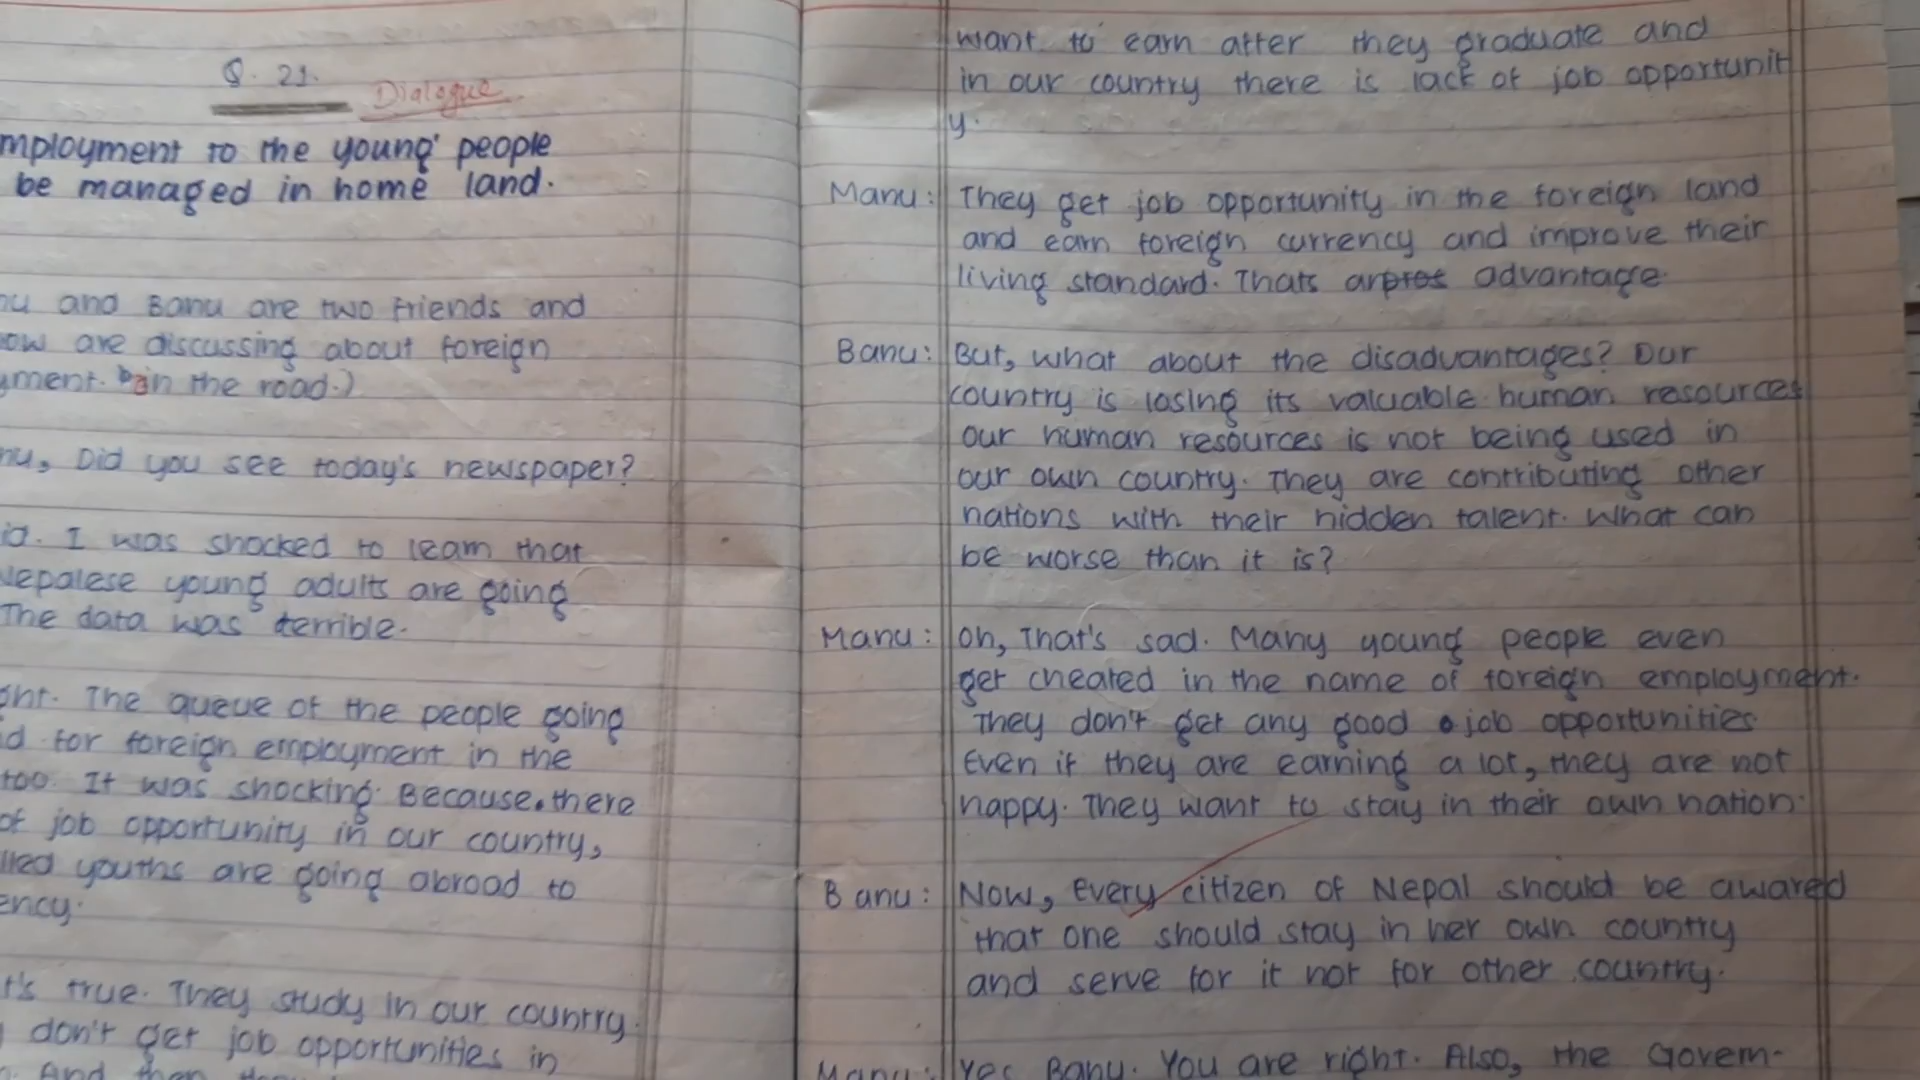 Q. 21.
Dialogue
mployment to the young people
be managed in home land.
nu and Banu are two friends and
ow are discussing about foreign
yment. in the road.)
nu, Did you see today's newspaper?
id. I was shocked to learn that
Nepalese young adults are going
The data was terrible.
ght. The queue of the people going
d for foreign employment in the
too. It was shocking. Because. there
of job opportunity in our country,
lled youths are going abroad to
ency.
t's true. They study in our country.
y don't get job opportunities in
And then
want to earn after they graduate and
in our country there is lack of job opportunit
y.
Manu: They get job opportunity in the foreign land
and earn foreign currency and improve their
living standard. Thats advantage.
Banu: But, what about the disadvantages? Our
country is losing its valuable human resources
our human resources is not being used in
our own country. They are contributing other
nations with their hidden talent. What can
be worse than it is?
Manu: Oh, That's sad. Many young people even
get cheated in the name of foreign employment.
They don't get any good job opportunities
Even if they are earning a lot, they are not
happy. They want to stay in their own nation.
Banu: Now, every citizen of Nepal should be awared
that one should stay in her own country
and serve for it not for other country.
Manu: Yes Banu. You are right. Also, the Govern-